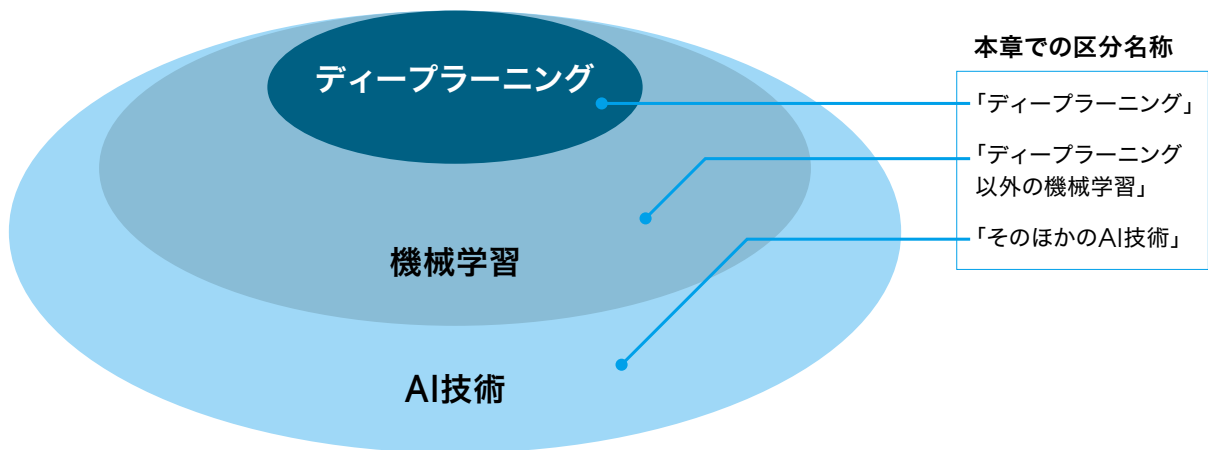 ディープラーニング
機械学習
AI技術
本章での区分名称
「ディープラーニング」
「ディープラーニング
以外の機械学習」
「そのほかのAI技術」